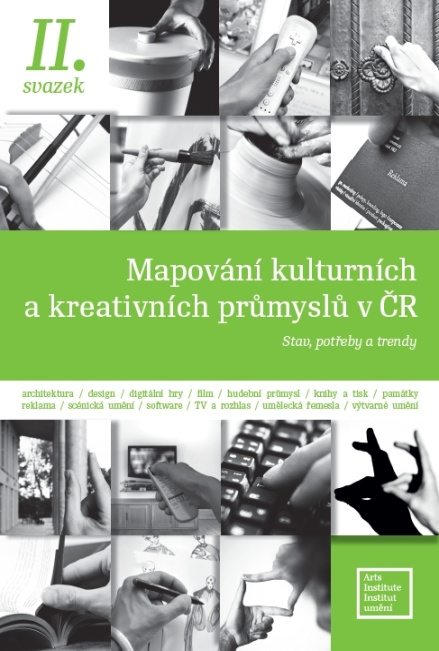 II.
svazek
Reklama
Mapování kulturních
a kreativních průmyslů v ČR
Stav, potřeby a trendy
architektura / design / digitální hry / film / hudební průmysl / knihy a tisk / památky
reklama / scénická umění / software / TV a rozhlas / umělecká řemesla / výtvarné umění
Arts
Institute
Institut
umění